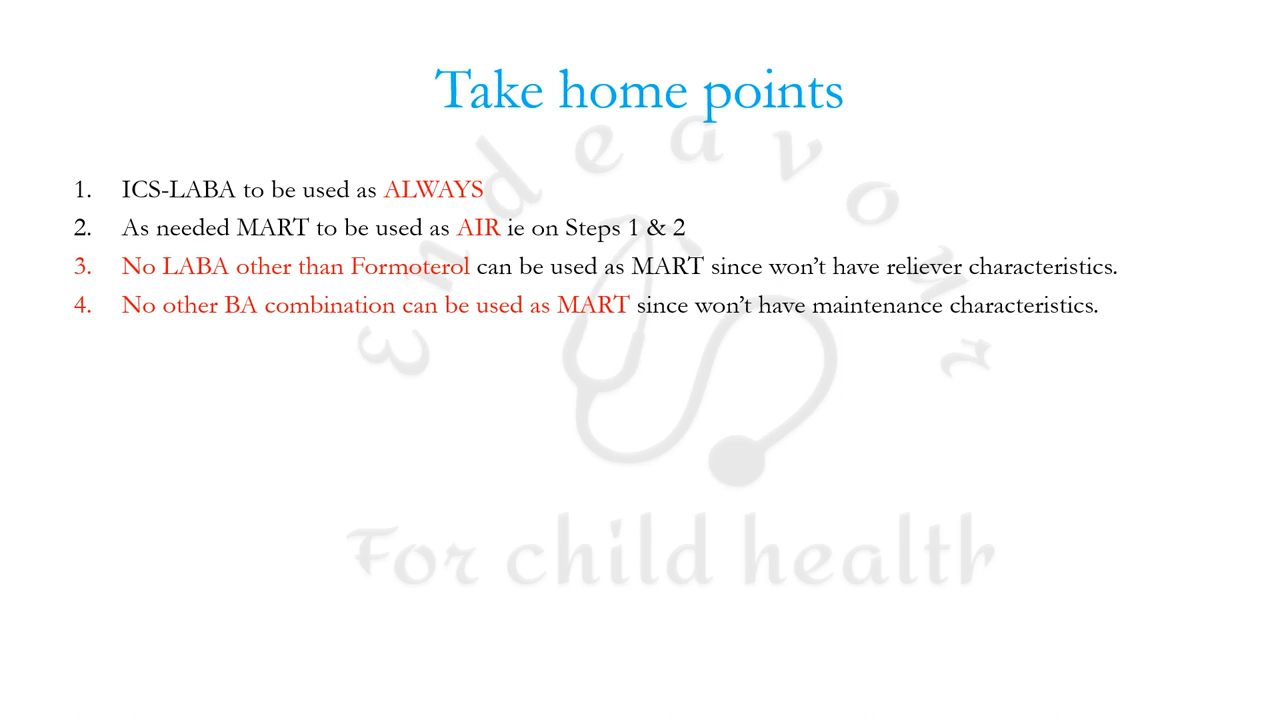 Take home points
1. ICS-LABA to be used as ALWAYS
2. As needed MART to be used as AIR ie on Steps 1 & 2
3. No LABA other than Formoterol can be used as MART since won't have reliever characteristics.
4. No other BA combination can be used as MART since won't have maintenance characteristics.
Endeavour
For child health